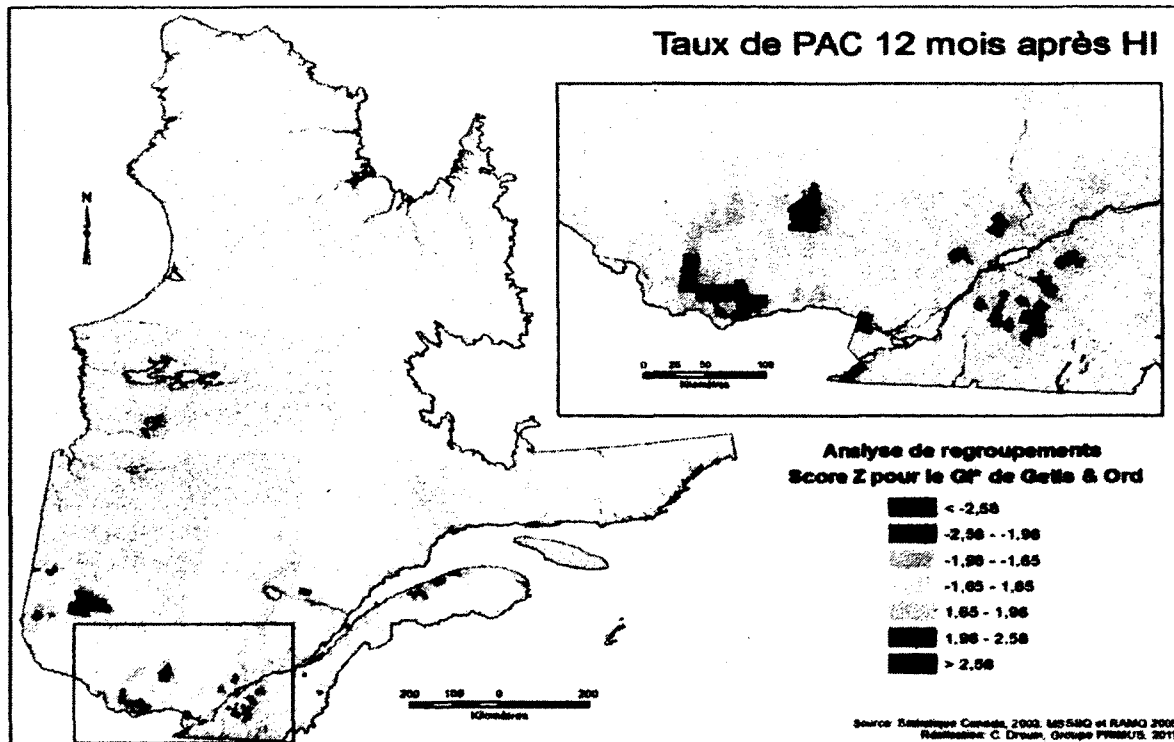 Taux de PAC 12 mois après HI
N
0 25 50 100
Kilomètres
Analyse de regroupements
Score Z pour le Gi* de Getis & Ord
< -2,58
-2,58 - -1,96
-1,96 - -1,65
-1,65 - 1,65
1,65 - 1,96
1,96 - 2,58
> 2,58
200 100 0 200
Kilomètres
Source: Statistique Canada, 2003, MSSSQ et RAMQ 2005
Réalisation: C. Drouin, Groupe PRIMUS,